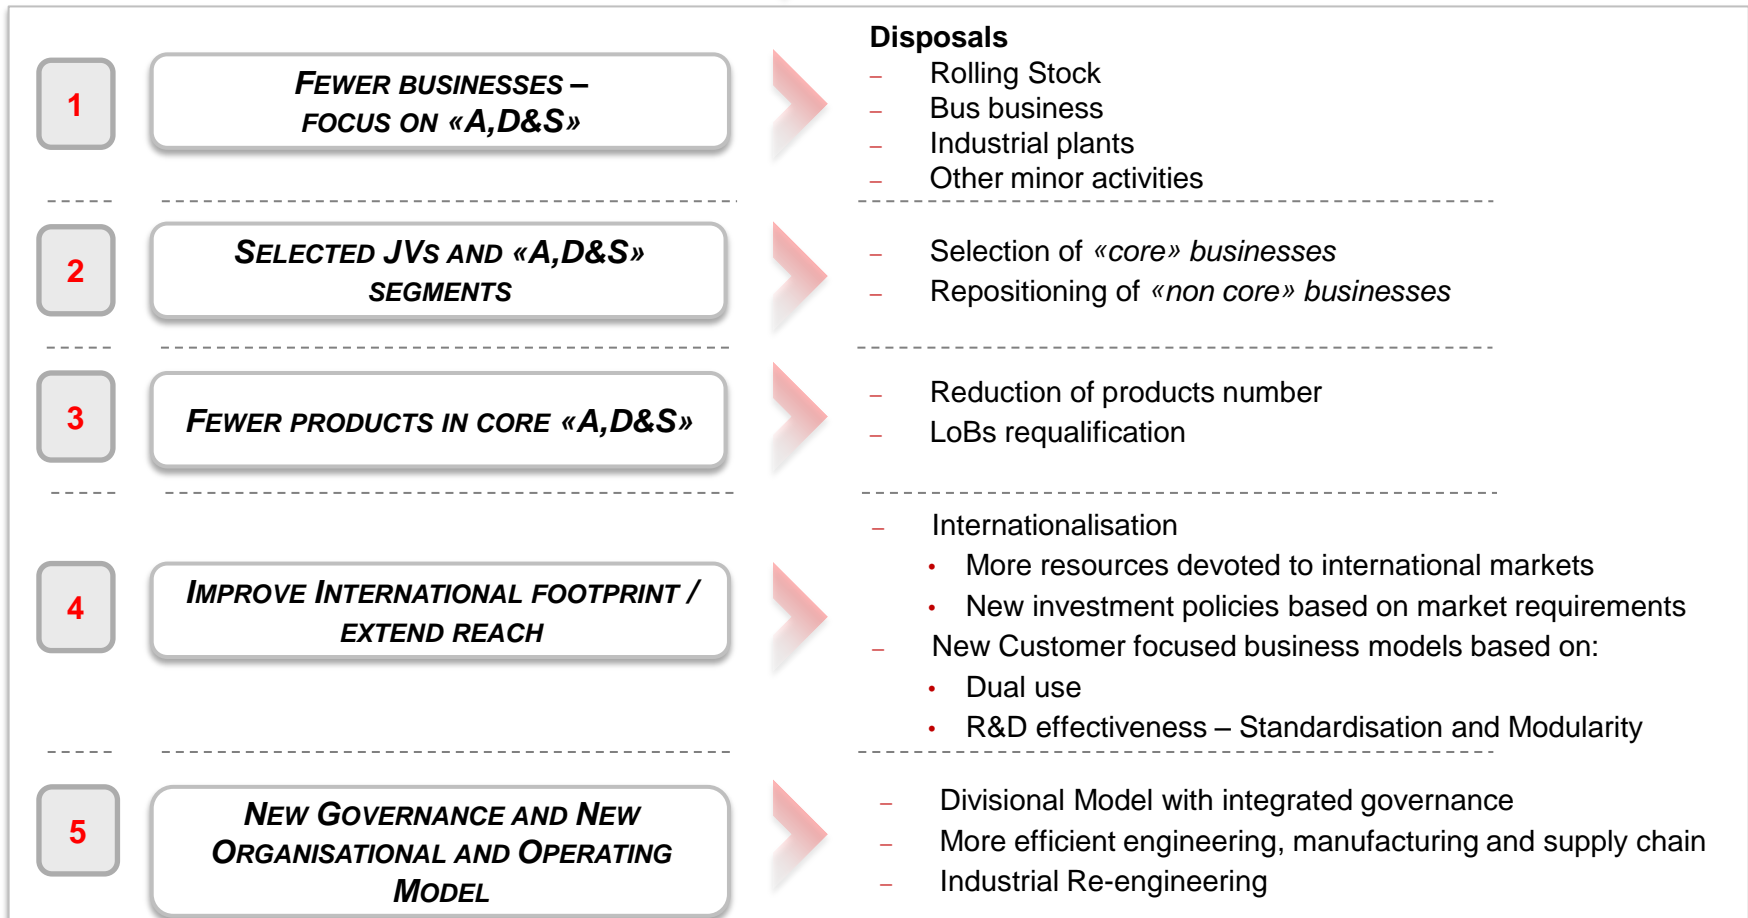 1
FEWER BUSINESSES –
FOCUS ON «A,D&S»
Disposals
– Rolling Stock
– Bus business
– Industrial plants
– Other minor activities
2
SELECTED JVS AND «A,D&S»
SEGMENTS
– Selection of «core» businesses
– Repositioning of «non core» businesses
3
FEWER PRODUCTS IN CORE «A,D&S»
– Reduction of products number
– LoBs requalification
4
IMPROVE INTERNATIONAL FOOTPRINT /
EXTEND REACH
– Internationalisation
• More resources devoted to international markets
• New investment policies based on market requirements
– New Customer focused business models based on:
• Dual use
• R&D effectiveness – Standardisation and Modularity
5
NEW GOVERNANCE AND NEW
ORGANISATIONAL AND OPERATING
MODEL
– Divisional Model with integrated governance
– More efficient engineering, manufacturing and supply chain
– Industrial Re-engineering